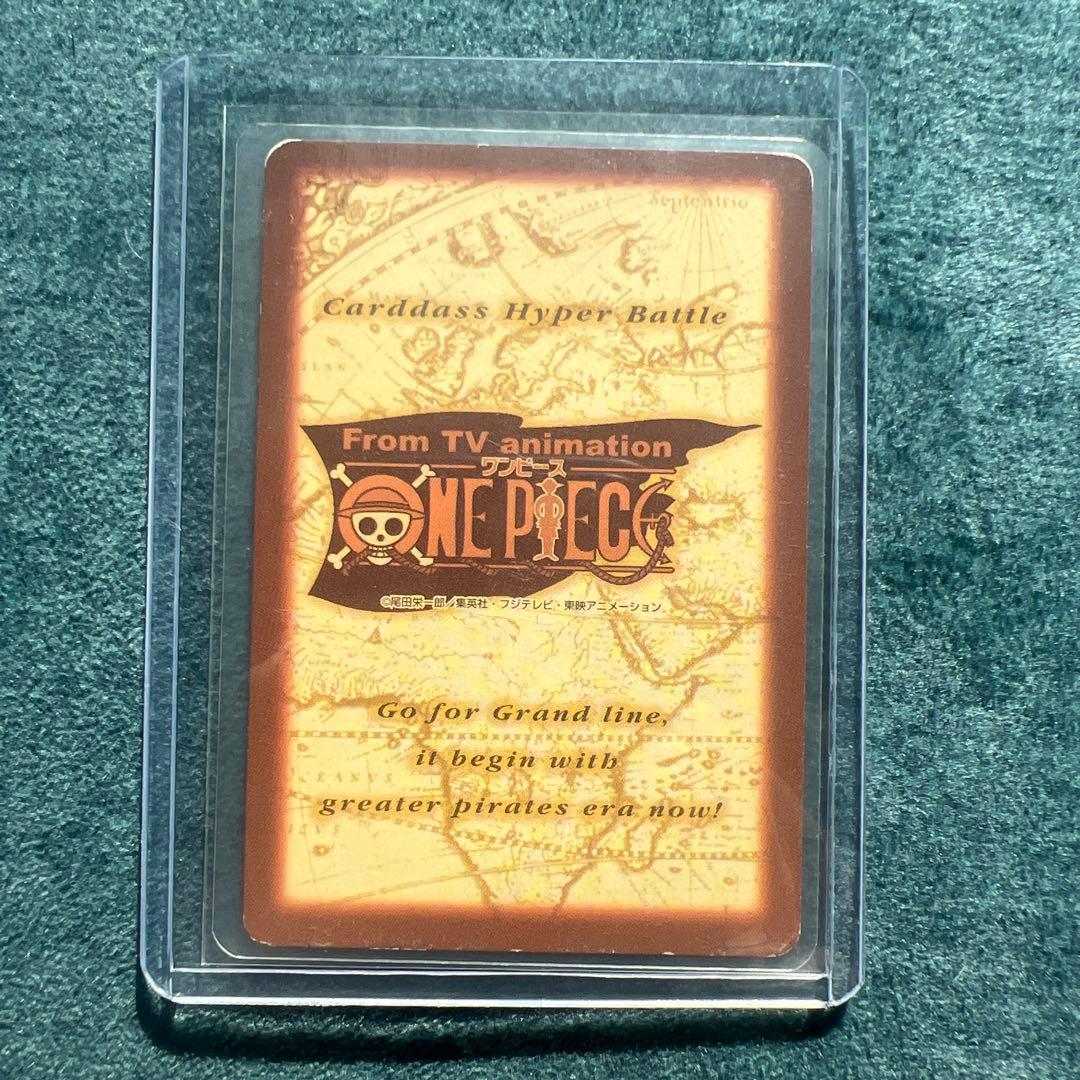 Septentrio
Carddass Hyper Battle
From TV animation
ワンピース
ONE PIECE
©尾田栄一郎/集英社・フジテレビ・東映アニメーション
Go for Grand line,
it begin with
greater pirates era now!